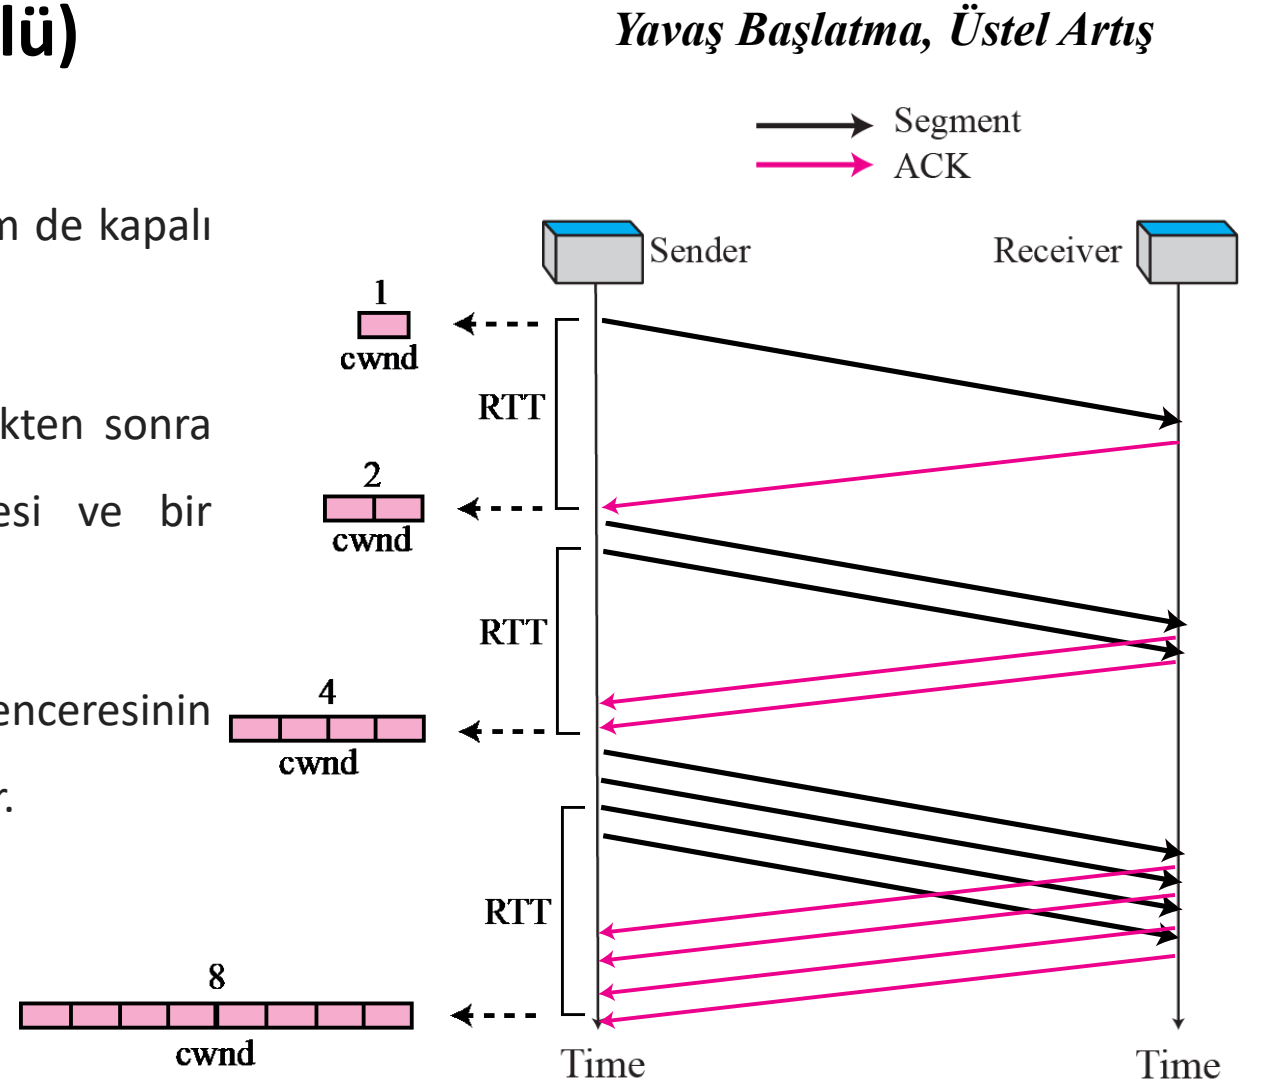 lü)
Yavaş Başlatma, Üstel Artış
Segment
ACK
m de kapalı
Sender
Receiver
1
cwnd
RTT
kten sonra
2
esi ve bir
cwnd
RTT
4
enceresinin
cwnd
r.
RTT
8
cwnd
Time
Time